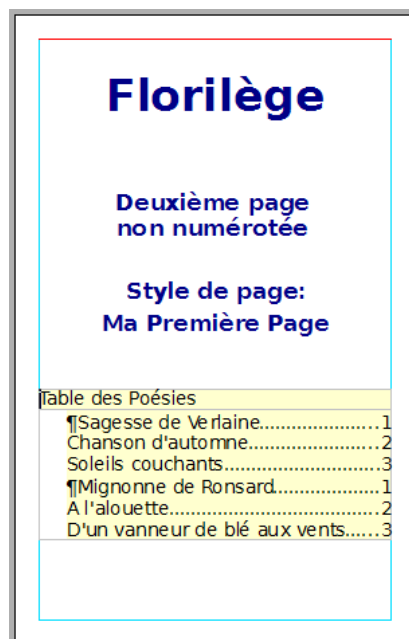 Florilège
Deuxième page
non numérotée
Style de page:
Ma Première Page
Table des Poésies
¶Sagesse de Verlaine.....................1
Chanson d'automne......................2
Soleils couchants..........................3
¶Mignonne de Ronsard..................1
A l'alouette...................................2
D'un vanneur de blé aux vents......3